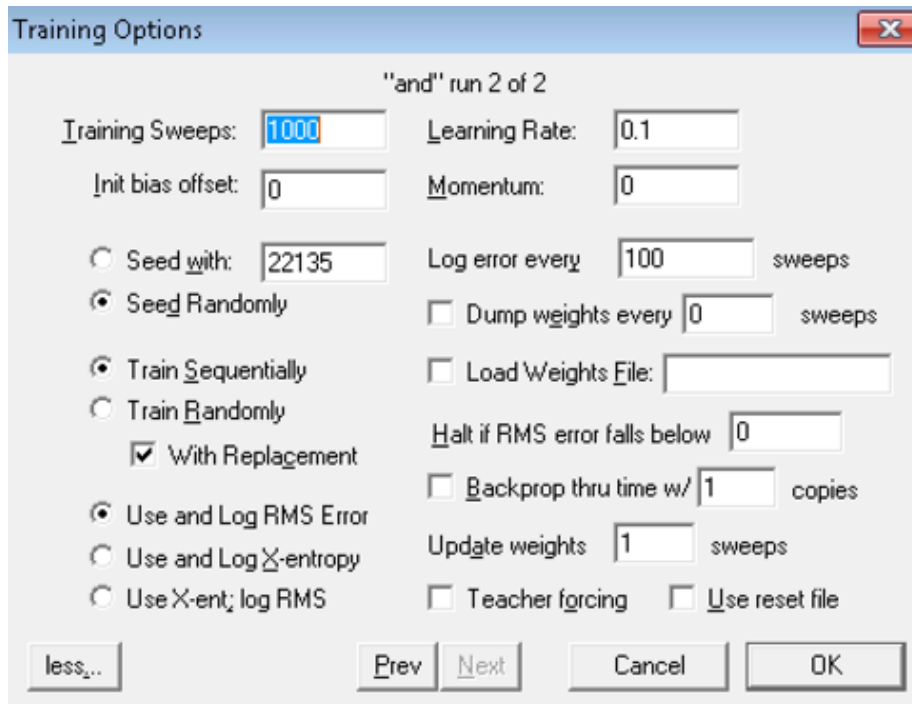 Training Options
"and" run 2 of 2
Training Sweeps: 1000 Learning Rate: 0.1
Init bias offset: 0 Momentum: 0
Seed with: 22135 Log error every 100 sweeps
Seed Randomly
Dump weights every 0 sweeps
Train Sequentially Load Weights File:
Train Randomly
Halt if RMS error falls below 0
With Replacement
Backprop thru time w/ 1 copies
Use and Log RMS Error
Update weights 1 sweeps
Use and Log X-entropy
Use X-ent; log RMS Teacher forcing Use reset file
less... Prev Next Cancel OK